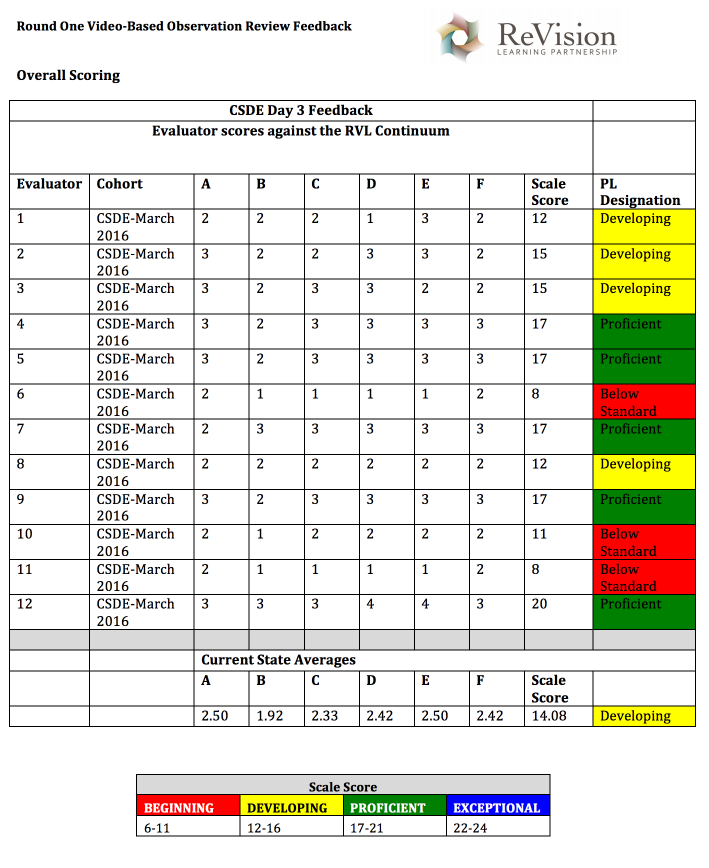 Round One Video-Based Observation Review Feedback
ReVision
LEARNING PARTNERSHIP
Overall Scoring
CSDE Day 3 Feedback
Evaluator scores against the RVL Continuum
Evaluator Cohort A B C D E F Scale Score PL Designation
1 CSDE-March 2016 2 2 2 1 3 2 12 Developing
2 CSDE-March 2016 3 2 2 3 3 2 15 Developing
3 CSDE-March 2016 3 2 3 3 2 2 15 Developing
4 CSDE-March 2016 3 2 3 3 3 3 17 Proficient
5 CSDE-March 2016 3 2 3 3 3 3 17 Proficient
6 CSDE-March 2016 2 1 1 1 1 2 8 Below Standard
7 CSDE-March 2016 2 3 3 3 3 3 17 Proficient
8 CSDE-March 2016 2 2 2 2 2 2 12 Developing
9 CSDE-March 2016 3 2 3 3 3 3 17 Proficient
10 CSDE-March 2016 2 1 2 2 2 2 11 Below Standard
11 CSDE-March 2016 2 1 1 1 1 2 8 Below Standard
12 CSDE-March 2016 3 3 3 4 4 3 20 Proficient
Current State Averages
A B C D E F Scale Score
2.50 1.92 2.33 2.42 2.50 2.42 14.08 Developing
Scale Score
BEGINNING DEVELOPING PROFICIENT EXCEPTIONAL
6-11 12-16 17-21 22-24